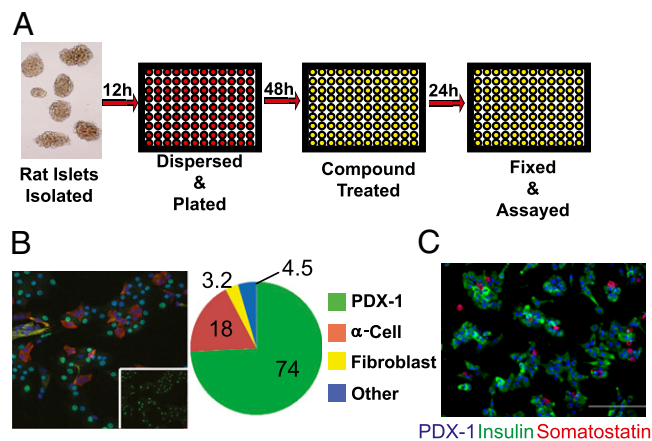 A
12h
48h
24h
Rat Islets
Isolated
Dispersed
&
Plated
Compound
Treated
Fixed
&
Assayed
B
3.2
4.5
18
74
PDX-1
α-Cell
Fibroblast
Other
C
PDX-1 Insulin Somatostatin